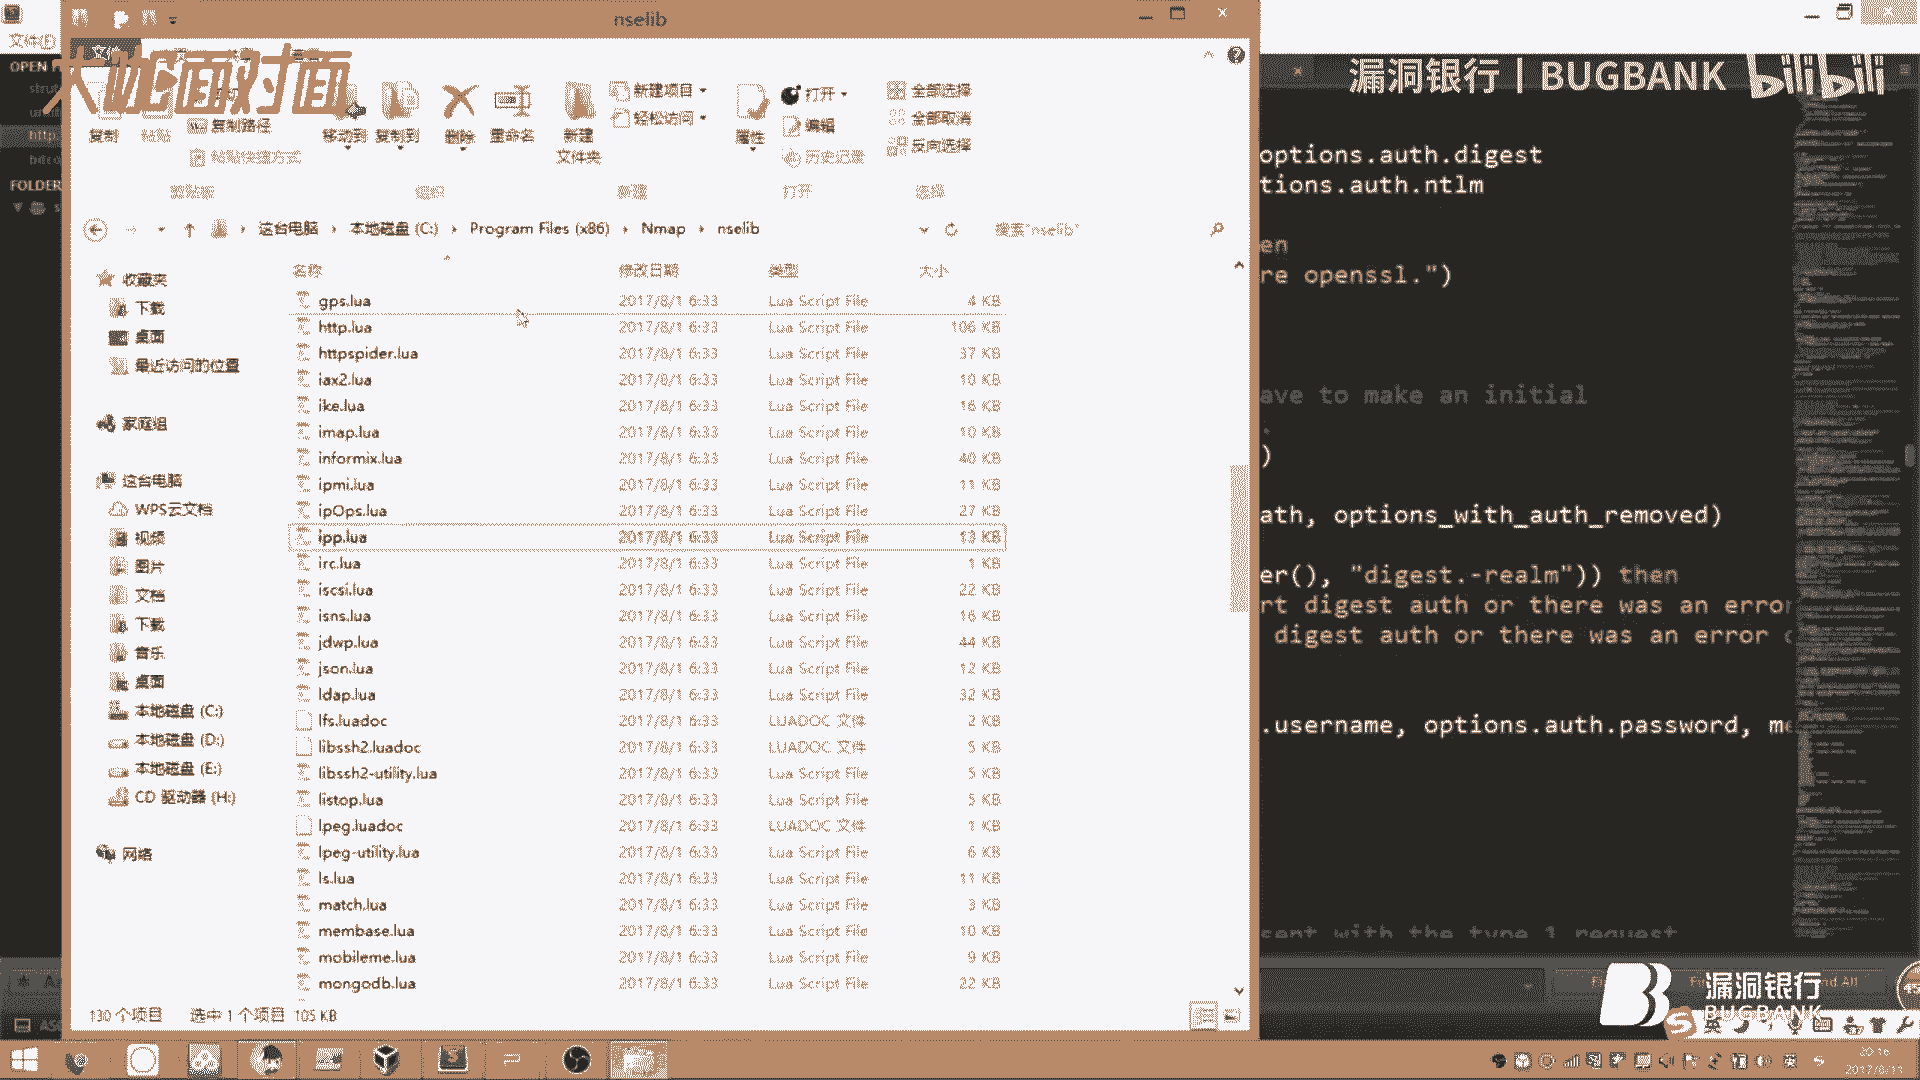 nselib
文件(F)
大咖面对面
漏洞银行 | BUGBANK bilibili
OPEN F
http.
FOLDER
复制
粘贴
复制路径
粘贴快捷方式
移动到
复制到
删除
重命名
新建
文件夹
新建项目
轻松访问
属性
打开
编辑
历史记录
全部选择
全部取消
反向选择
剪贴板
组织
新建
打开
选择
这台电脑
本地磁盘 (C:)
Program Files (x86)
Nmap
nselib
搜索"nselib"
收藏夹
下载
桌面
最近访问的位置
家庭组
这台电脑
WPS云文档
视频
图片
文档
下载
音乐
桌面
本地磁盘 (C:)
本地磁盘 (D:)
本地磁盘 (E:)
CD 驱动器 (H:)
网络
名称 修改日期 类型 大小
gps.lua 2017/8/1 6:33 Lua Script File 4 KB
http.lua 2017/8/1 6:33 Lua Script File 106 KB
httpspider.lua 2017/8/1 6:33 Lua Script File 37 KB
iax2.lua 2017/8/1 6:33 Lua Script File 10 KB
ike.lua 2017/8/1 6:33 Lua Script File 16 KB
imap.lua 2017/8/1 6:33 Lua Script File 10 KB
informix.lua 2017/8/1 6:33 Lua Script File 40 KB
ipmi.lua 2017/8/1 6:33 Lua Script File 11 KB
ipOps.lua 2017/8/1 6:33 Lua Script File 27 KB
ipp.lua 2017/8/1 6:33 Lua Script File 13 KB
irc.lua 2017/8/1 6:33 Lua Script File 1 KB
iscsi.lua 2017/8/1 6:33 Lua Script File 22 KB
isns.lua 2017/8/1 6:33 Lua Script File 16 KB
jdwp.lua 2017/8/1 6:33 Lua Script File 44 KB
json.lua 2017/8/1 6:33 Lua Script File 12 KB
ldap.lua 2017/8/1 6:33 Lua Script File 32 KB
lfs.luadoc 2017/8/1 6:33 LUADOC 文件 2 KB
libssh2.luadoc 2017/8/1 6:33 LUADOC 文件 5 KB
libssh2-utility.lua 2017/8/1 6:33 Lua Script File 5 KB
listop.lua 2017/8/1 6:33 Lua Script File 5 KB
lpeg.luadoc 2017/8/1 6:33 LUADOC 文件 1 KB
lpeg-utility.lua 2017/8/1 6:33 Lua Script File 6 KB
ls.lua 2017/8/1 6:33 Lua Script File 11 KB
match.lua 2017/8/1 6:33 Lua Script File 3 KB
membase.lua 2017/8/1 6:33 Lua Script File 10 KB
mobileme.lua 2017/8/1 6:33 Lua Script File 9 KB
mongodb.lua 2017/8/1 6:33 Lua Script File 22 KB
130 个项目 选中 1 个项目 105 KB
options.auth.digest
tions.auth.ntlm
en
re openssl.")
ave to make an initial
)
ath, options_with_auth_removed)
er(), "digest.-realm")) then
rt digest auth or there was an error
digest auth or there was an error
.username, options.auth.password, me
sent with the type 1 request
nd All
漏洞银行
BUGBANK
英
20:16
2017/8/11